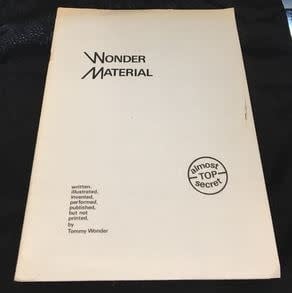 WONDER
MATERIAL
almost
TOP
secret
written,
illustrated,
invented,
performed,
published,
but not
printed,
by
Tommy Wonder